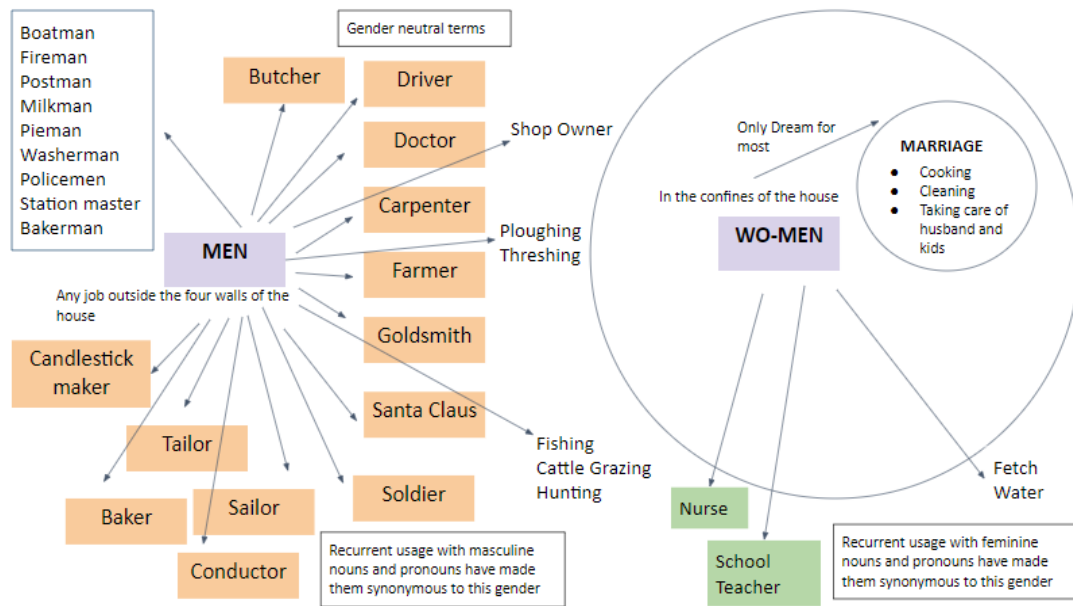 Boatman
Fireman
Postman
Milkman
Pieman
Washerman
Policemen
Station master
Bakerman
Gender neutral terms
Butcher
Driver
Doctor
Shop Owner
Carpenter
MEN
Ploughing
Threshing
Farmer
Any job outside the four walls of the
house
Goldsmith
Candlestick
maker
Santa Claus
Tailor
Fishing
Cattle Grazing
Hunting
Baker
Sailor
Soldier
Conductor
Recurrent usage with masculine
nouns and pronouns have made
them synonymous to this gender
Only Dream for
most
MARRIAGE
● Cooking
● Cleaning
● Taking care of
husband and
kids
In the confines of the house
WO-MEN
Fetch
Water
Nurse
School
Teacher
Recurrent usage with feminine
nouns and pronouns have made
them synonymous to this gender